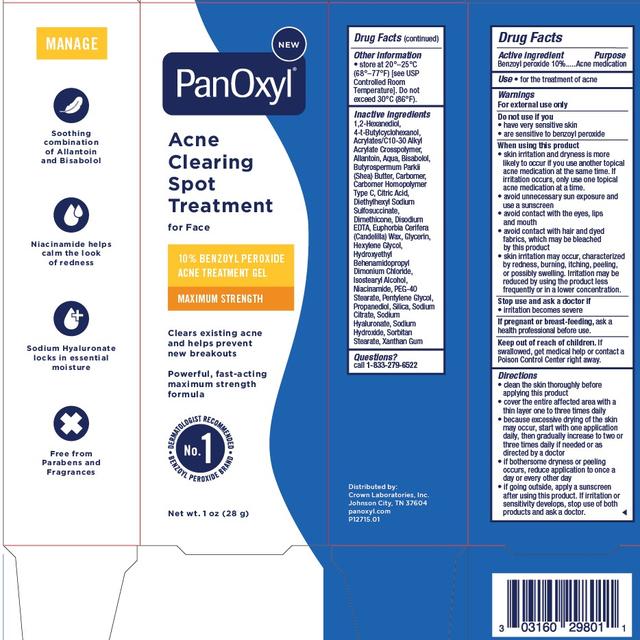 MANAGE
Soothing
combination
of Allantoin
and Bisabolol
Niacinamide helps
calm the look
of redness
Sodium Hyaluronate
locks in essential
moisture
Free from
Parabens and
Fragrances
NEW
PanOxyl®
Acne
Clearing
Spot
Treatment
for Face
10% BENZOYL PEROXIDE
ACNE TREATMENT GEL
MAXIMUM STRENGTH
Clears existing acne
and helps prevent
new breakouts
Powerful, fast-acting
maximum strength
formula
DERMATOLOGIST RECOMMENDED
No. 1
• BENZOYL PEROXIDE BRAND •
Net wt. 1 oz (28 g)
Drug Facts (continued)
Other information
• store at 20°–25°C
(68°–77°F) [see USP
Controlled Room
Temperature]. Do not
exceed 30°C (86°F).
Inactive ingredients
1,2-Hexanediol,
4-t-Butylcyclohexanol,
Acrylates/C10-30 Alkyl
Acrylate Crosspolymer,
Allantoin, Aqua, Bisabolol,
Butyrospermum Parkii
(Shea) Butter, Carbomer,
Carbomer Homopolymer
Type C, Citric Acid,
Diethylhexyl Sodium
Sulfosuccinate,
Dimethicone, Disodium
EDTA, Euphorbia Cerifera
(Candelilla) Wax, Glycerin,
Hexylene Glycol,
Hydroxyethyl
Behenamidopropyl
Dimonium Chloride,
Isostearyl Alcohol,
Niacinamide, PEG-40
Stearate, Pentylene Glycol,
Propanediol, Silica, Sodium
Citrate, Sodium
Hyaluronate, Sodium
Hydroxide, Sorbitan
Stearate, Xanthan Gum
Questions?
call 1-833-279-6522
Distributed by:
Crown Laboratories, Inc.
Johnson City, TN 37604
panoxyl.com
P12715.01
Drug Facts
Active ingredient Purpose
Benzoyl peroxide 10%.....Acne medication
Use • for the treatment of acne
Warnings
For external use only
Do not use if you
• have very sensitive skin
• are sensitive to benzoyl peroxide
When using this product
• skin irritation and dryness is more
likely to occur if you use another topical
acne medication at the same time. If
irritation occurs, only use one topical
acne medication at a time.
• avoid unnecessary sun exposure and
use a sunscreen
• avoid contact with the eyes, lips
and mouth
• avoid contact with hair and dyed
fabrics, which may be bleached
by this product
• skin irritation may occur, characterized
by redness, burning, itching, peeling,
or possibly swelling. Irritation may be
reduced by using the product less
frequently or in a lower concentration.
Stop use and ask a doctor if
• irritation becomes severe
If pregnant or breast-feeding, ask a
health professional before use.
Keep out of reach of children. If
swallowed, get medical help or contact a
Poison Control Center right away.
Directions
• clean the skin thoroughly before
applying this product
• cover the entire affected area with a
thin layer one to three times daily
• because excessive drying of the skin
may occur, start with one application
daily, then gradually increase to two or
three times daily if needed or as
directed by a doctor
• if bothersome dryness or peeling
occurs, reduce application to once a
day or every other day
• if going outside, apply a sunscreen
after using this product. If irritation or
sensitivity develops, stop use of both
products and ask a doctor.
3 03160 29801 1